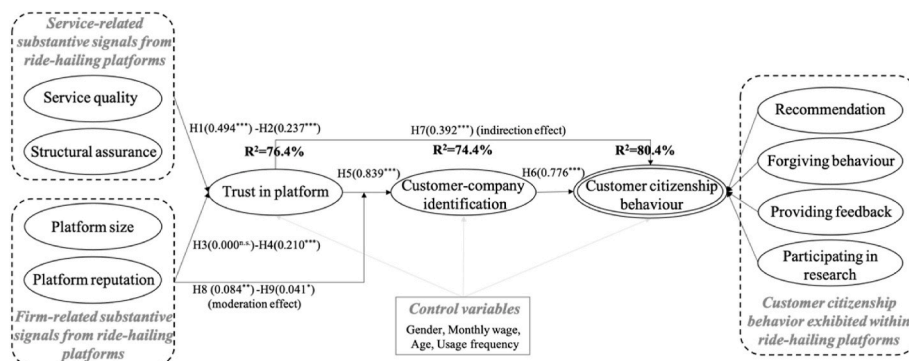 Service-related
substantive signals from
ride-hailing platforms
Service quality
Structural assurance
Platform size
Platform reputation
Firm-related substantive
signals from ride-hailing
platforms
H1(0.494***) -H2(0.237***)
H3(0.000n.s.)-H4(0.210***)
H8 (0.084**) -H9(0.041*)
(moderation effect)
H7(0.392***) (indirection effect)
R²=76.4%
R²=74.4%
R²=80.4%
Trust in platform
H5(0.839***)
Customer-company
identification
H6(0.776***)
Customer citizenship
behaviour
Control variables
Gender, Monthly wage,
Age, Usage frequency
Recommendation
Forgiving behaviour
Providing feedback
Participating in
research
Customer citizenship
behavior exhibited within
ride-hailing platforms